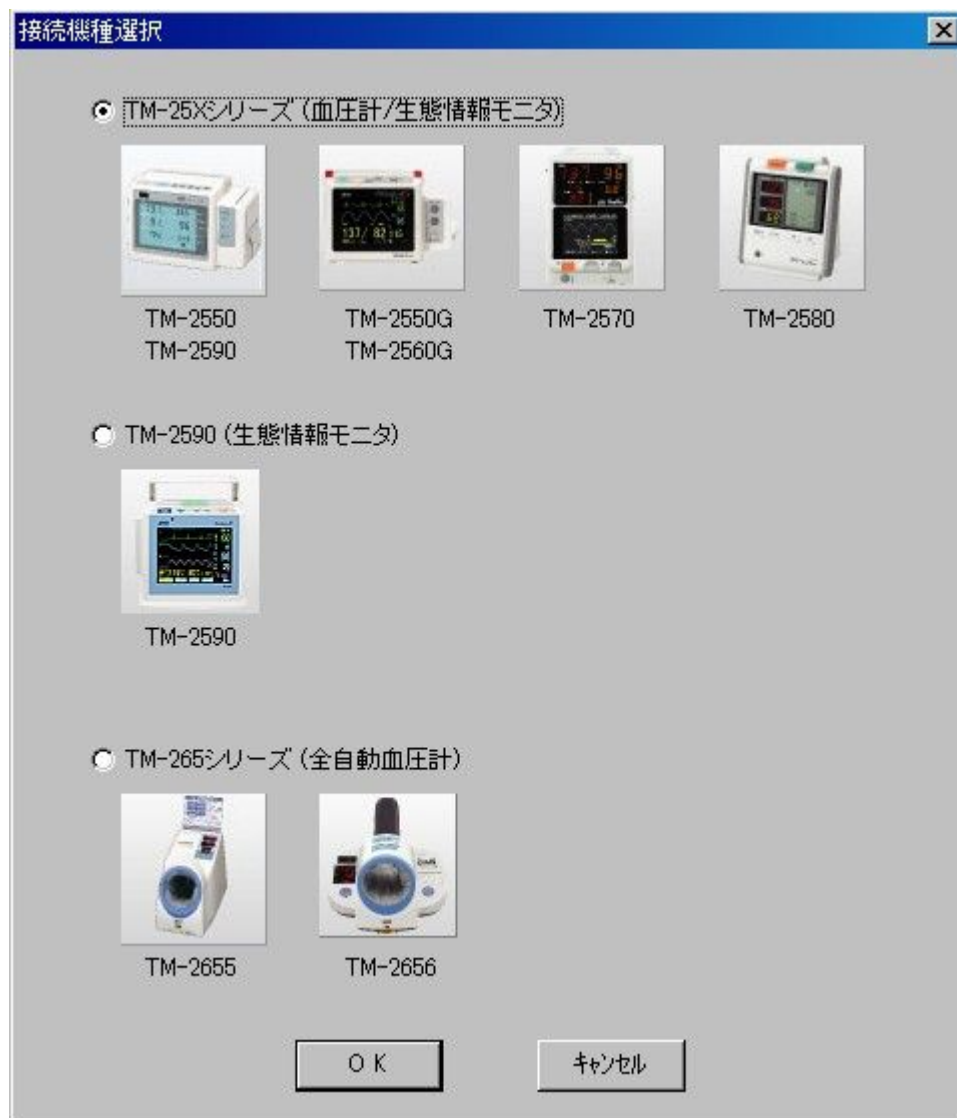 接続機種選択
TM-25Xシリーズ (血圧計/生態情報モニタ)
TM-2550 TM-2550G TM-2570 TM-2580
TM-2590 TM-2560G
TM-2590 (生態情報モニタ)
TM-2590
TM-265シリーズ (全自動血圧計)
TM-2655 TM-2656
OK キャンセル